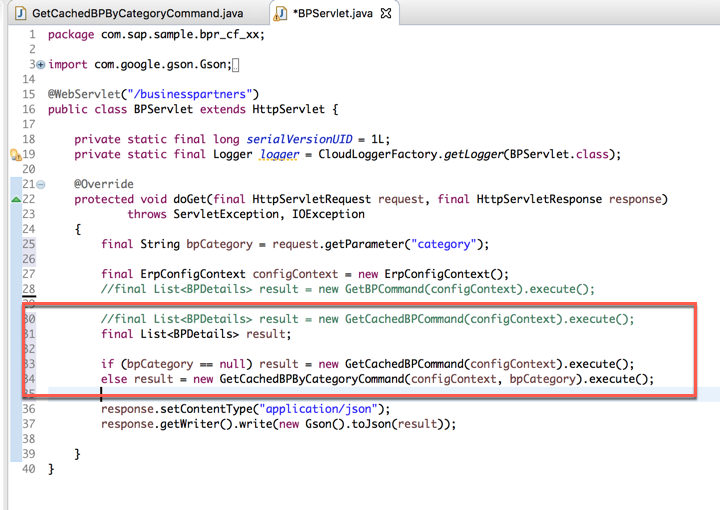 GetCachedBPByCategoryCommand.java
*BPServlet.java
1 package com.sap.sample.bpr_cf_xx;
2
3 import com.google.gson.Gson;
14
15 @WebServlet("/businesspartners")
16 public class BPServlet extends HttpServlet {
17
18 private static final long serialVersionUID = 1L;
19 private static final Logger logger = CloudLoggerFactory.getLogger(BPServlet.class);
20
21 @Override
22 protected void doGet(final HttpServletRequest request, final HttpServletResponse response)
23 throws ServletException, IOException
24 {
25 final String bpCategory = request.getParameter("category");
26
27 final ErpConfigContext configContext = new ErpConfigContext();
28 //final List<BPDetails> result = new GetBPCommand(configContext).execute();
29
30 //final List<BPDetails> result = new GetCachedBPCommand(configContext).execute();
31 final List<BPDetails> result;
32
33 if (bpCategory == null) result = new GetCachedBPCommand(configContext).execute();
34 else result = new GetCachedBPByCategoryCommand(configContext, bpCategory).execute();
35
36 response.setContentType("application/json");
37 response.getWriter().write(new Gson().toJson(result));
38
39 }
40 }